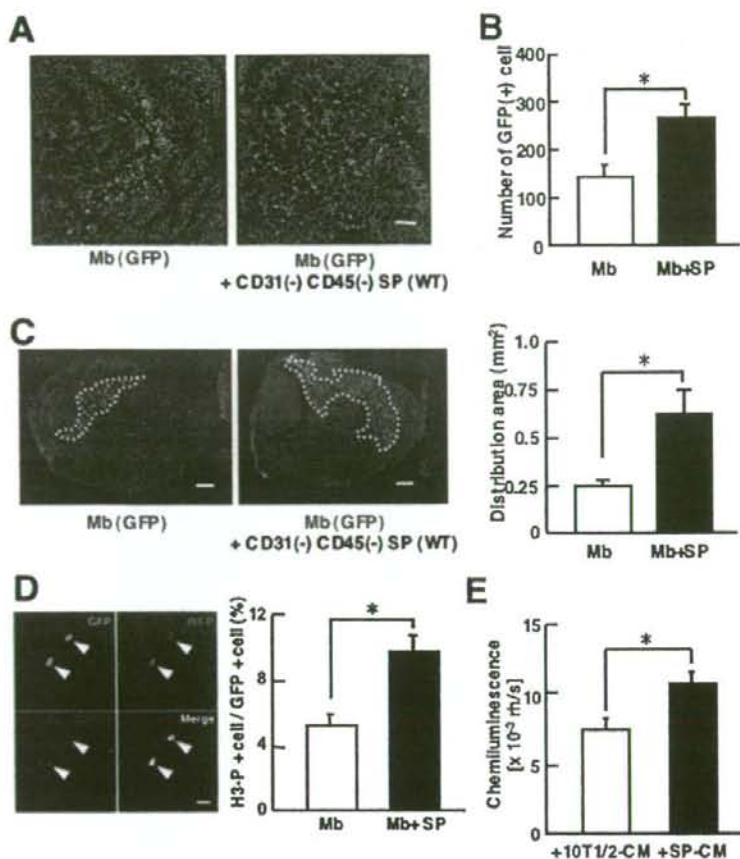 A
Mb (GFP)
Mb (GFP)
+ CD31(-) CD45(-) SP (WT)
B
Number of GFP(+) cell
400
300
200
100
0
*
Mb
Mb+SP
C
Mb (GFP)
Mb (GFP)
+ CD31(-) CD45(-) SP (WT)
Distribution area (mm²)
1.0
0.75
0.5
0.25
0
*
Mb
Mb+SP
D
GFP
Merge
H3-P +cell / GFP +cell (%)
12
8
4
0
*
Mb
Mb+SP
E
Chemiluminescence
[x 10⁻³ rh/s]
15
10
5
0
*
+10T1/2-CM
+SP-CM